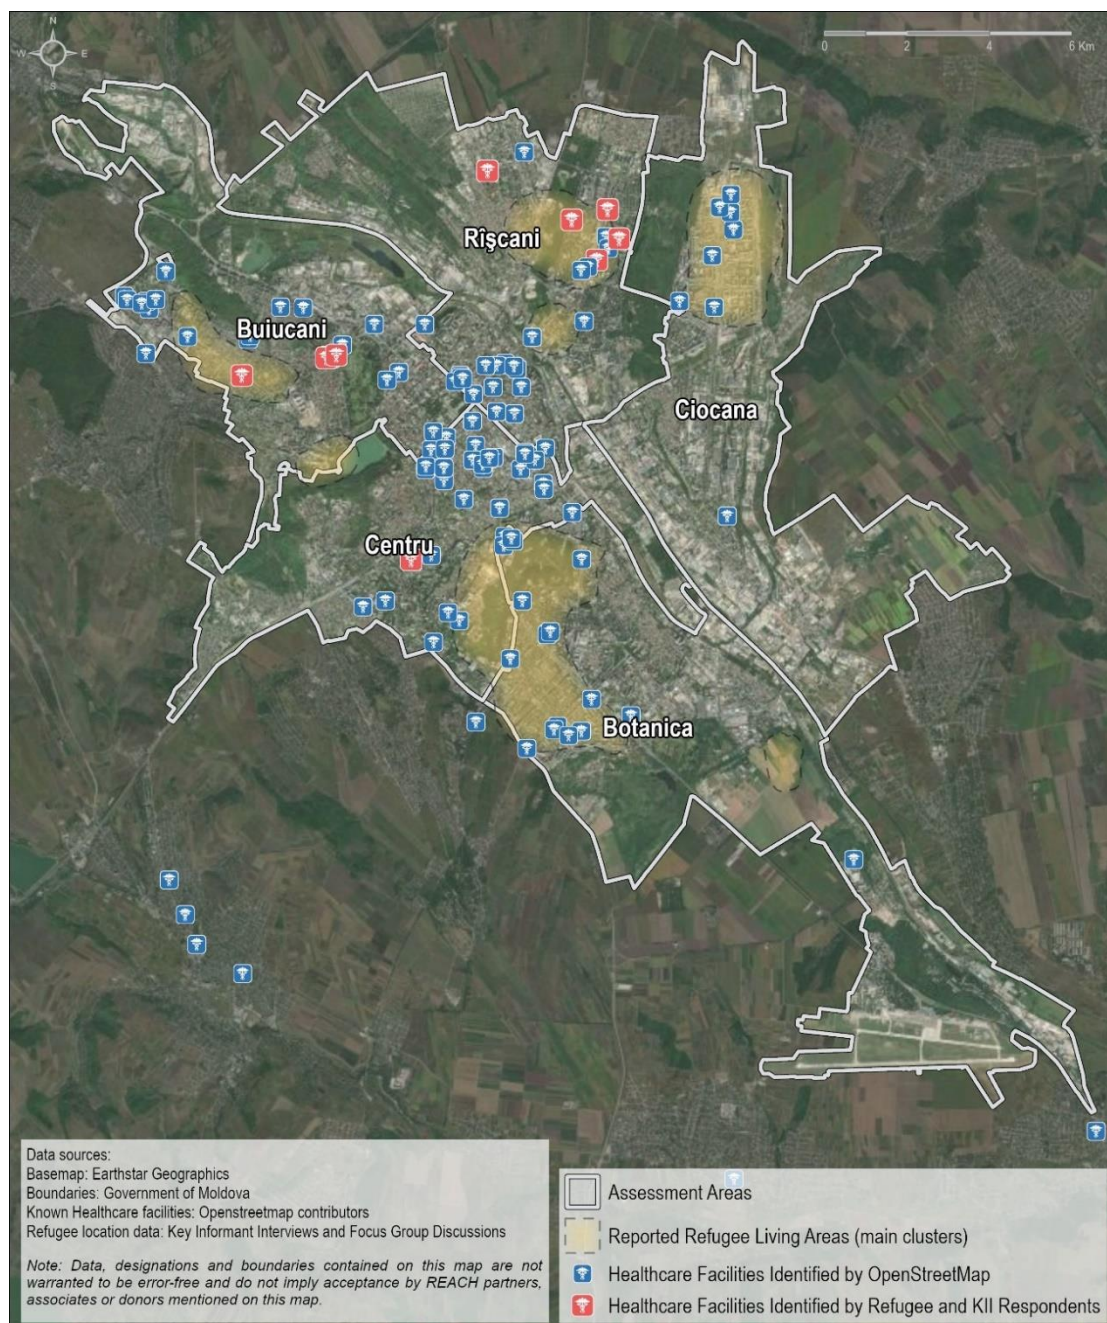 N
W E
S
0 2 4 6 Km
Rîşcani
Buiucani
Ciocana
Centru
Botanica
Data sources:
Basemap: Earthstar Geographics
Boundaries: Government of Moldova
Known Healthcare facilities: Openstreetmap contributors
Refugee location data: Key Informant Interviews and Focus Group Discussions
Note: Data, designations and boundaries contained on this map are not
warranted to be error-free and do not imply acceptance by REACH partners,
associates or donors mentioned on this map.
Assessment Areas
Reported Refugee Living Areas (main clusters)
Healthcare Facilities Identified by OpenStreetMap
Healthcare Facilities Identified by Refugee and KII Respondents